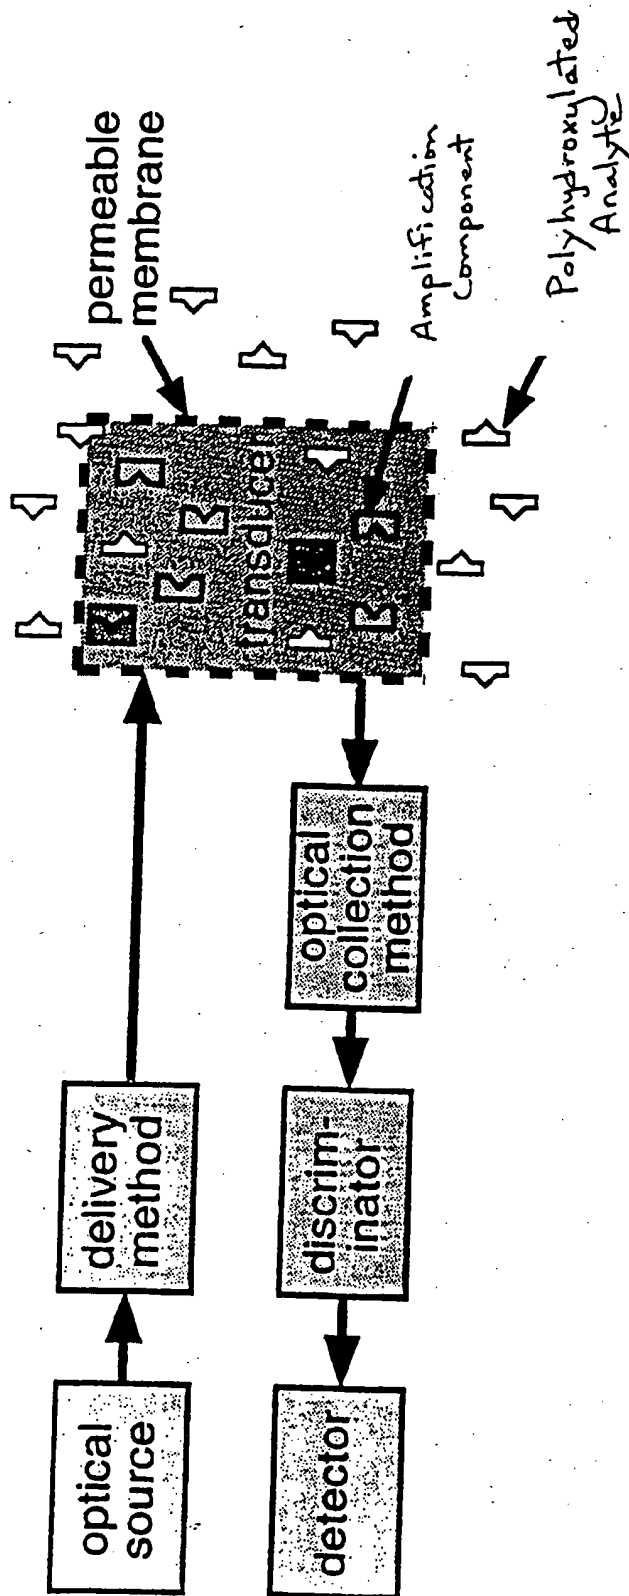 optical
source
delivery
method
permeable
membrane
transducer
Amplification
Component
Polyhydroxylated
Analyte
optical
collection
method
discrim-
inator
detector